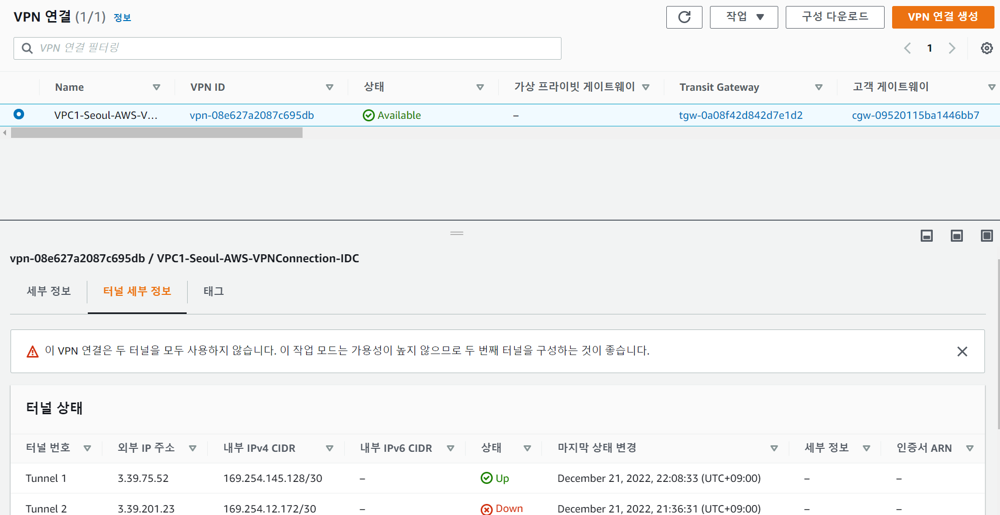 VPN 연결 (1/1) 정보 작업 구성 다운로드 VPN 연결 생성
VPN 연결 필터링 1
Name VPN ID 상태 가상 프라이빗 게이트웨이 Transit Gateway 고객 게이트웨이
VPC1-Seoul-AWS-V... vpn-08e627a2087c695db Available – tgw-0a08f42d842d7e1d2 cgw-09520115ba1446bb7
vpn-08e627a2087c695db / VPC1-Seoul-AWS-VPNConnection-IDC
세부 정보 터널 세부 정보 태그
이 VPN 연결은 두 터널을 모두 사용하지 않습니다. 이 작업 모드는 가용성이 높지 않으므로 두 번째 터널을 구성하는 것이 좋습니다.
터널 상태
터널 번호 외부 IP 주소 내부 IPv4 CIDR 내부 IPv6 CIDR 상태 마지막 상태 변경 세부 정보 인증서 ARN
Tunnel 1 3.39.75.52 169.254.145.128/30 – Up December 21, 2022, 22:08:33 (UTC+09:00) – –
Tunnel 2 3.39.201.23 169.254.12.172/30 – Down December 21, 2022, 21:36:31 (UTC+09:00) – –